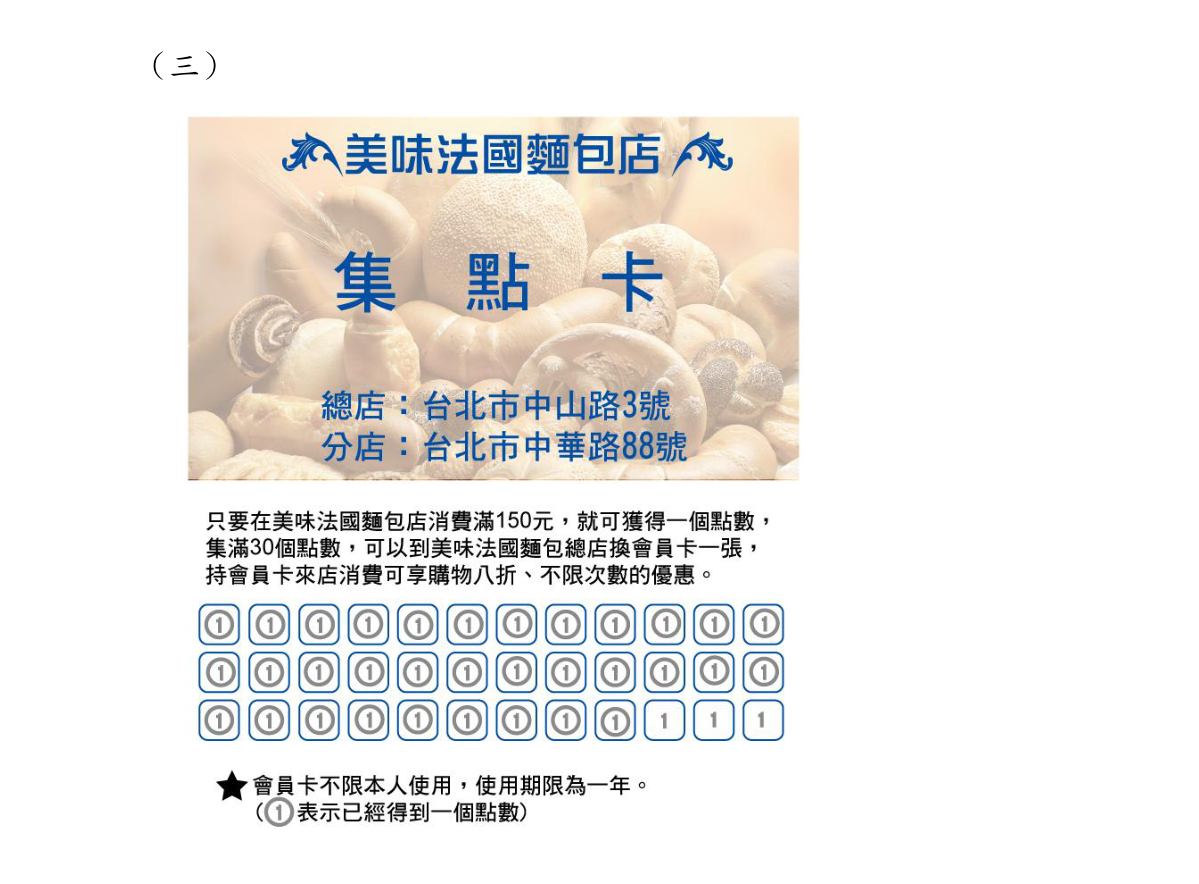 （三）
美味法國麵包店
集 點 卡
總店：台北市中山路3號
分店：台北市中華路88號
只要在美味法國麵包店消費滿150元，就可獲得一個點數，
集滿30個點數，可以到美味法國麵包總店換會員卡一張，
持會員卡來店消費可享購物八折、不限次數的優惠。
① ① ① ① ① ① ① ① ① ① ① ①
① ① ① ① ① ① ① ① ① ① ① ①
① ① ① ① ① ① ① ① ① 1 1 1
★會員卡不限本人使用，使用期限為一年。
(①表示已經得到一個點數)